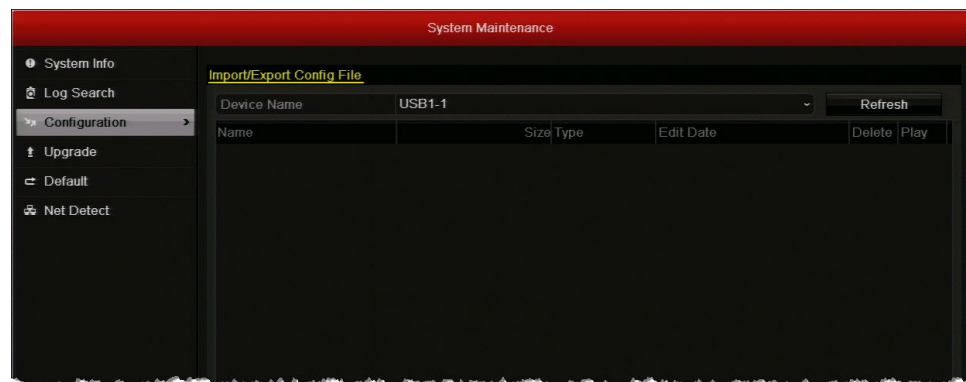 System Maintenance
System Info
Log Search
Configuration
Upgrade
Default
Net Detect
Import/Export Config File
Device Name USB1-1 Refresh
Name Size Type Edit Date Delete Play